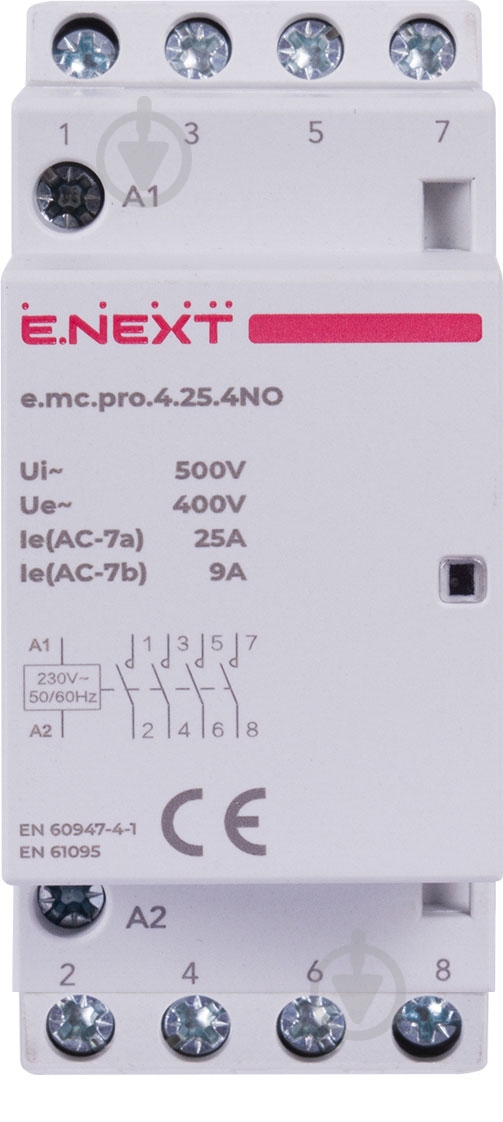 1 3 5 7
A1
E.NEXT
e.mc.pro.4.25.4NO
Ui~ 500V
Ue~ 400V
Ie(AC-7a) 25A
Ie(AC-7b) 9A
A1 1 3 5 7
230V~
50/60Hz
A2 2 4 6 8
EN 60947-4-1
EN 61095
CE
A2
2 4 6 8